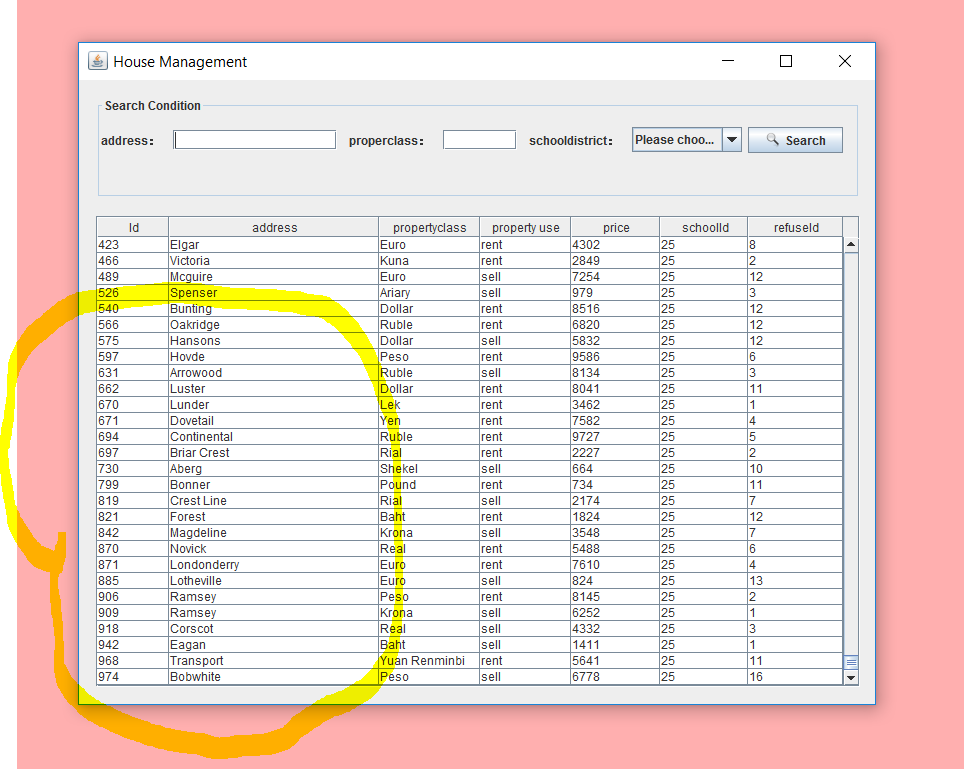 House Management
Search Condition
address： properclass： schooldistrict： Please choo... Search
Id address propertyclass property use price schoolId refuseId
423 Elgar Euro rent 4302 25 8
466 Victoria Kuna rent 2849 25 2
489 Mcguire Euro sell 7254 25 12
526 Spenser Ariary sell 979 25 3
540 Bunting Dollar rent 8516 25 12
566 Oakridge Ruble rent 6820 25 12
575 Hansons Dollar sell 5832 25 12
597 Hovde Peso rent 9586 25 6
631 Arrowood Ruble sell 8134 25 3
662 Luster Dollar rent 8041 25 11
670 Lunder Lek rent 3462 25 1
671 Dovetail Yen rent 7582 25 4
694 Continental Ruble rent 9727 25 5
697 Briar Crest Rial rent 2227 25 2
730 Aberg Shekel sell 664 25 10
799 Bonner Pound rent 734 25 11
819 Crest Line Rial sell 2174 25 7
821 Forest Baht rent 1824 25 12
842 Magdeline Krona sell 3548 25 7
870 Novick Real rent 5488 25 6
871 Londonderry Euro rent 7610 25 4
885 Lotheville Euro sell 824 25 13
906 Ramsey Peso rent 8145 25 2
909 Ramsey Krona sell 6252 25 1
918 Corscot Real sell 4332 25 3
942 Eagan Baht sell 1411 25 1
968 Transport Yuan Renminbi rent 5641 25 11
974 Bobwhite Peso sell 6778 25 16